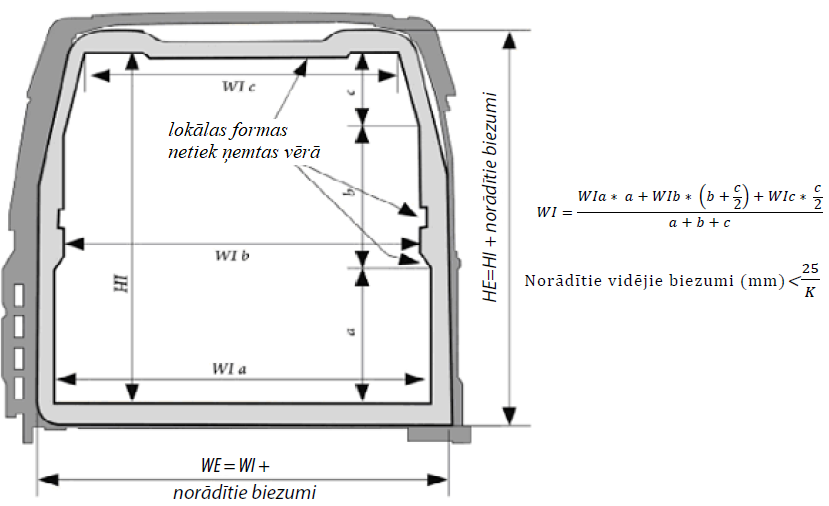 WI c
c
lokālas formas
netiek ņemtas vērā
b
WI b
HI
a
WI a
HE=HI + norādītie biezumi
WE = WI +
norādītie biezumi
WI = (WIa * a + WIb * (b + c/2) + WIc * c/2) / (a + b + c)
Norādītie vidējie biezumi (mm) < 25/K